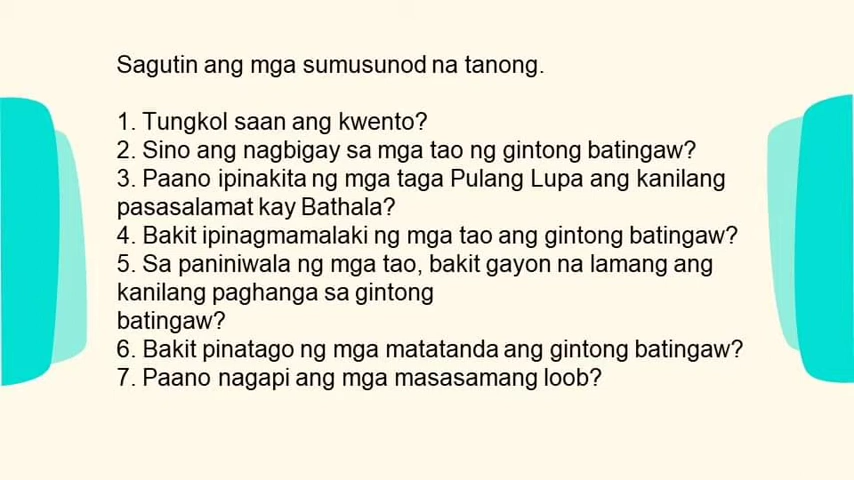 Sagutin ang mga sumusunod na tanong.
1. Tungkol saan ang kwento?
2. Sino ang nagbigay sa mga tao ng gintong batingaw?
3. Paano ipinakita ng mga taga Pulang Lupa ang kanilang
pasasalamat kay Bathala?
4. Bakit ipinagmamalaki ng mga tao ang gintong batingaw?
5. Sa paniniwala ng mga tao, bakit gayon na lamang ang
kanilang paghanga sa gintong
batingaw?
6. Bakit pinatago ng mga matatanda ang gintong batingaw?
7. Paano nagapi ang mga masasamang loob?